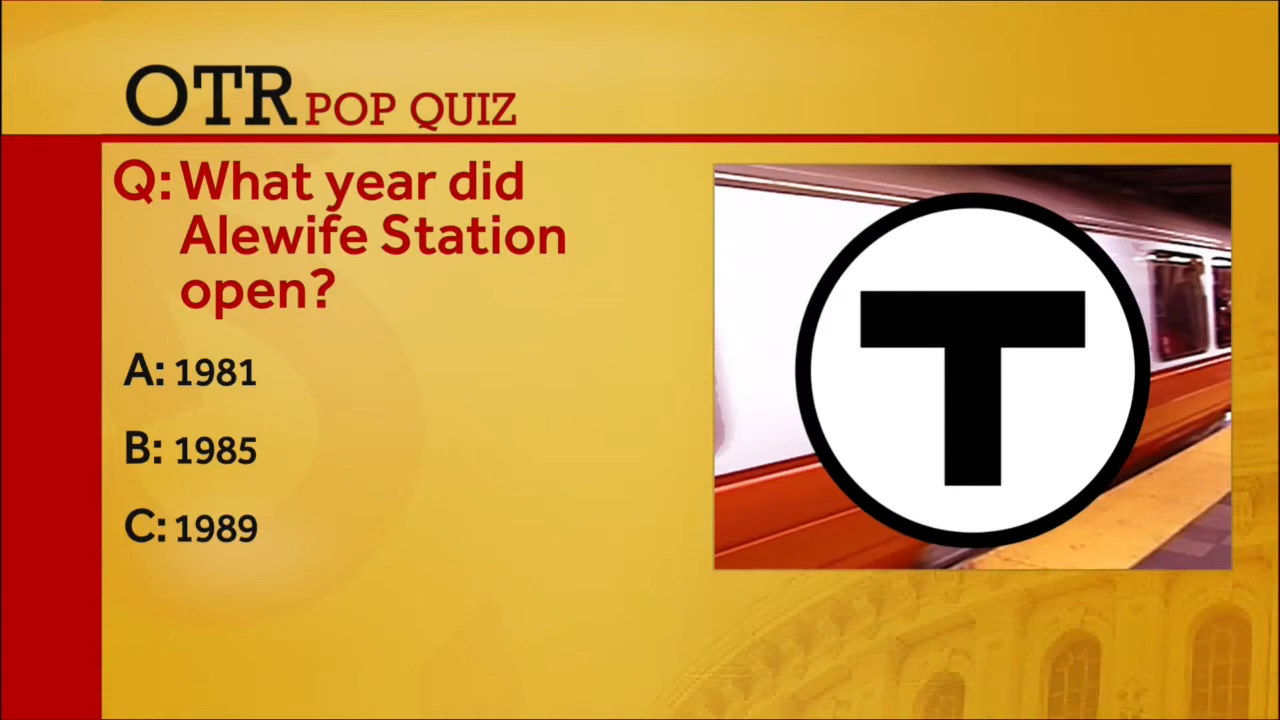 OTR POP QUIZ
Q: What year did
Alewife Station
open?
A: 1981
B: 1985
C: 1989
T